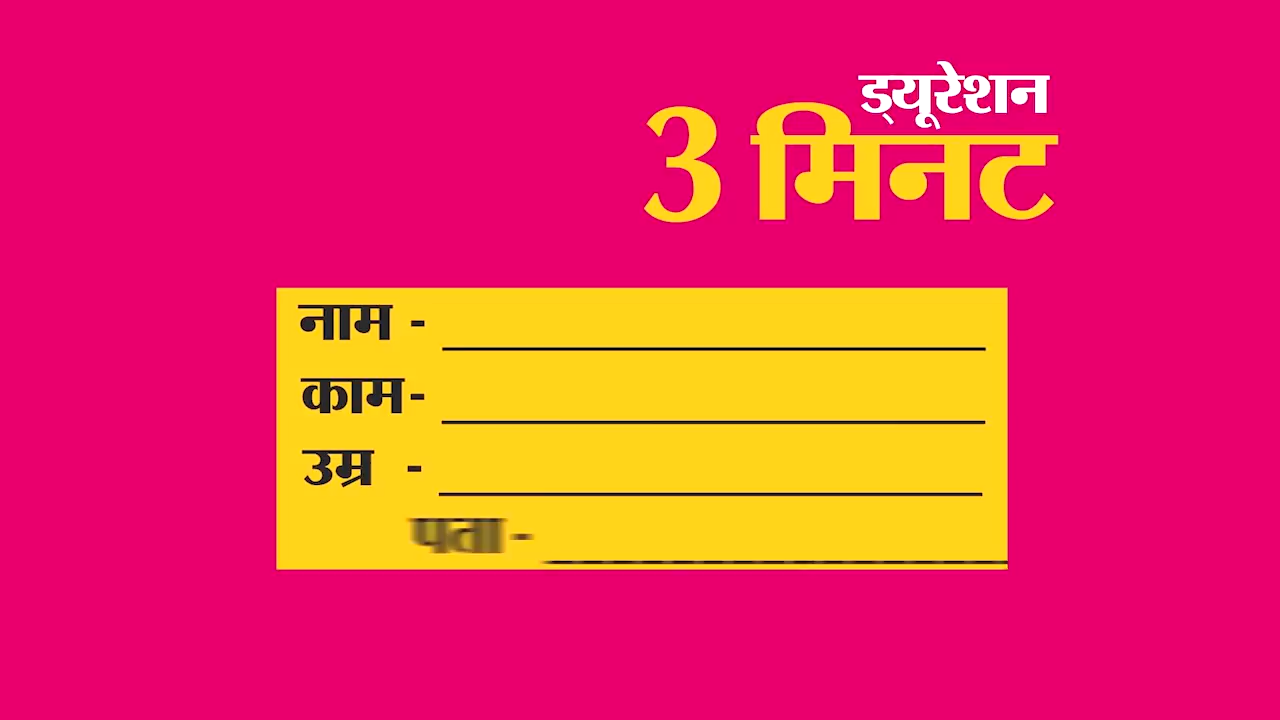 ड्यूरेशन
3 मिनट
नाम -
काम-
उम्र -
पता-